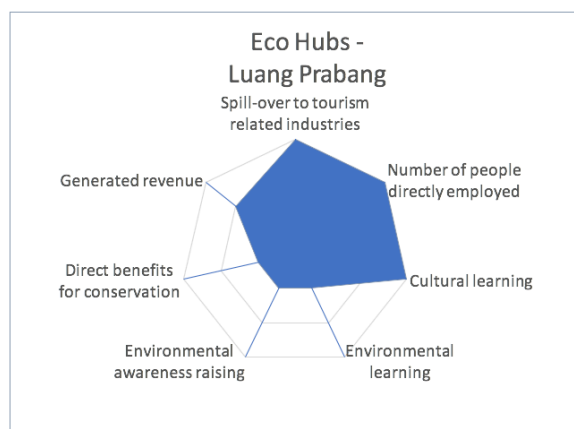 Eco Hubs -
Luang Prabang
Spill-over to tourism
related industries
Number of people
directly employed
Cultural learning
Environmental
learning
Environmental
awareness raising
Direct benefits
for conservation
Generated revenue